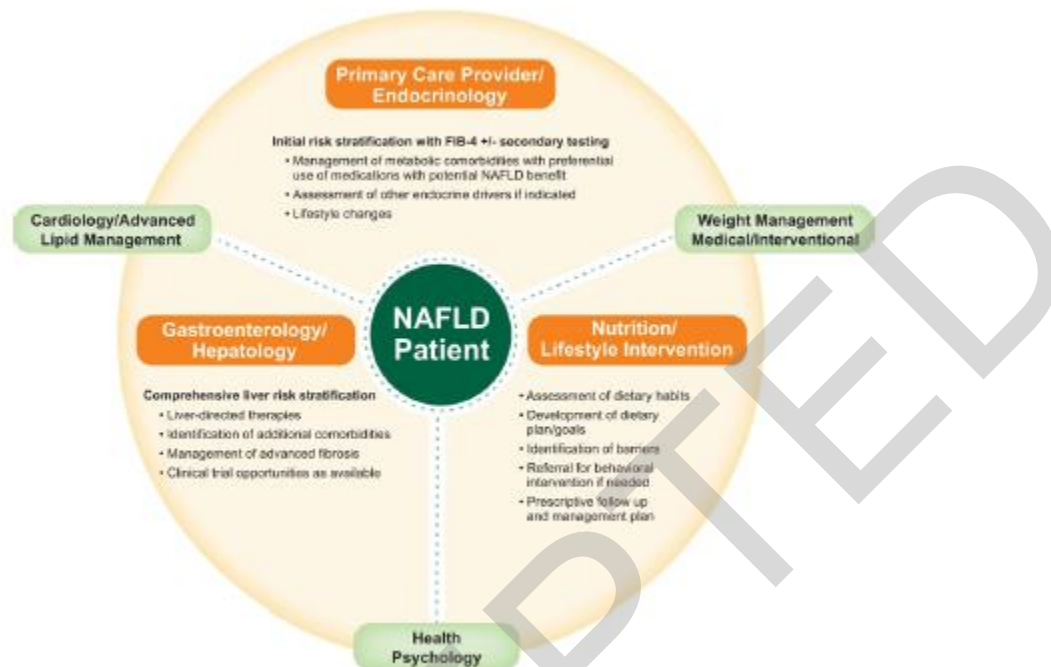 Primary Care Provider/
Endocrinology
Initial risk stratification with FIB-4 +/- secondary testing
• Management of metabolic comorbidities with preferential
use of medications with potential NAFLD benefit
• Assessment of other endocrine drivers if indicated
• Lifestyle changes
Cardiology/Advanced
Lipid Management
Weight Management
Medical/Interventional
NAFLD
Patient
Gastroenterology/
Hepatology
Comprehensive liver risk stratification
• Liver-directed therapies
• Identification of additional comorbidities
• Management of advanced fibrosis
• Clinical trial opportunities as available
Nutrition/
Lifestyle Intervention
• Assessment of dietary habits
• Development of dietary
plan/goals
• Identification of barriers
• Referral for behavioral
intervention if needed
• Prescriptive follow up
and management plan
Health
Psychology
PTED